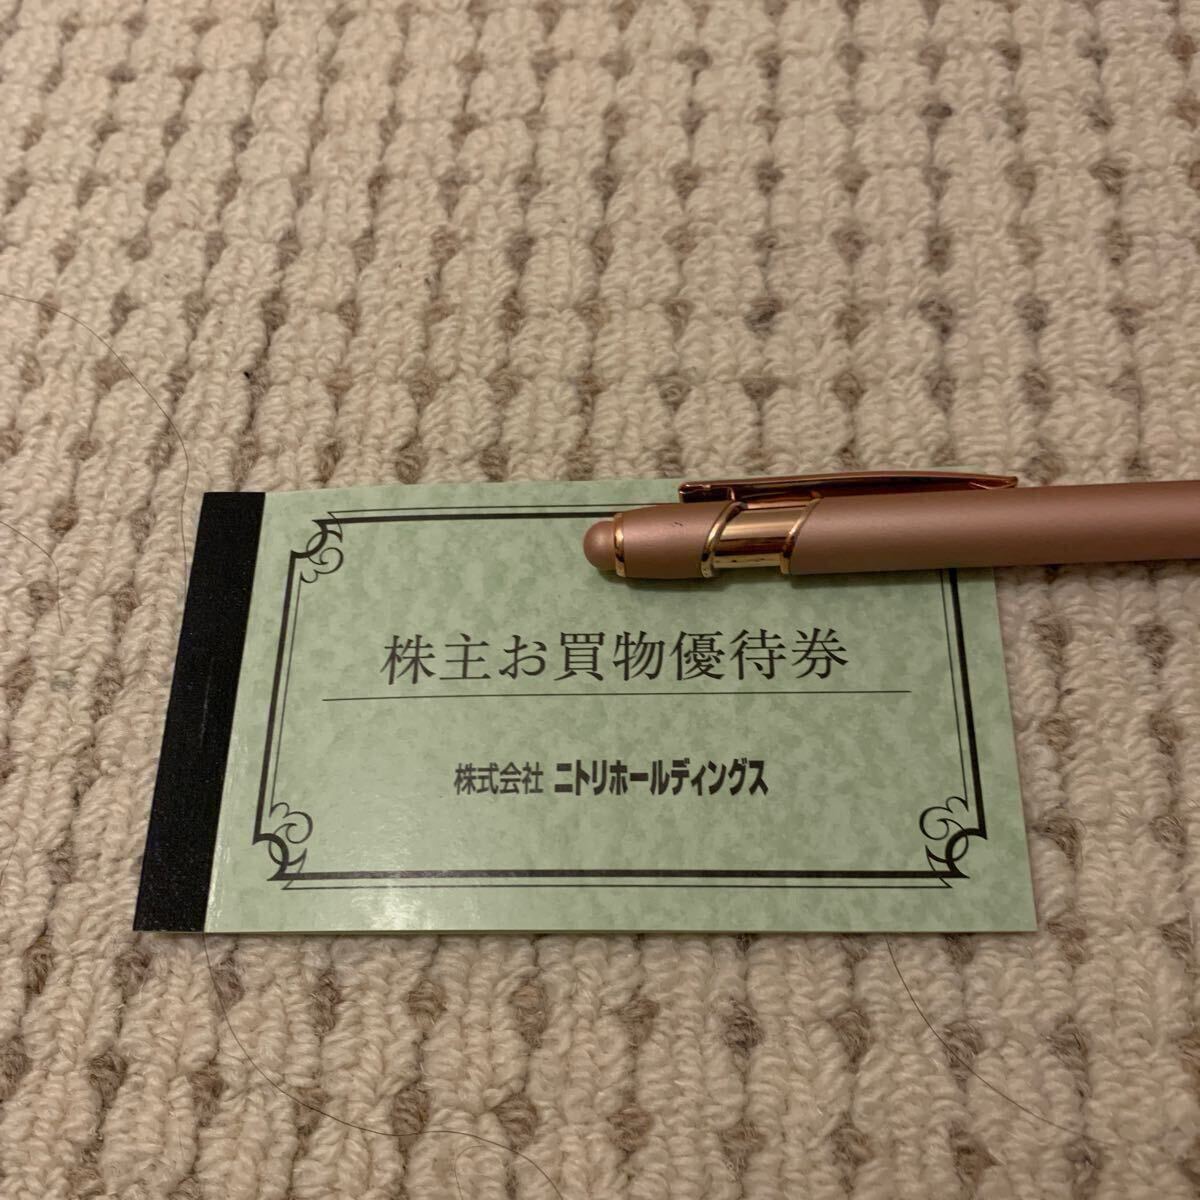 株主お買物優待券
株式会社 ニトリホールディングス